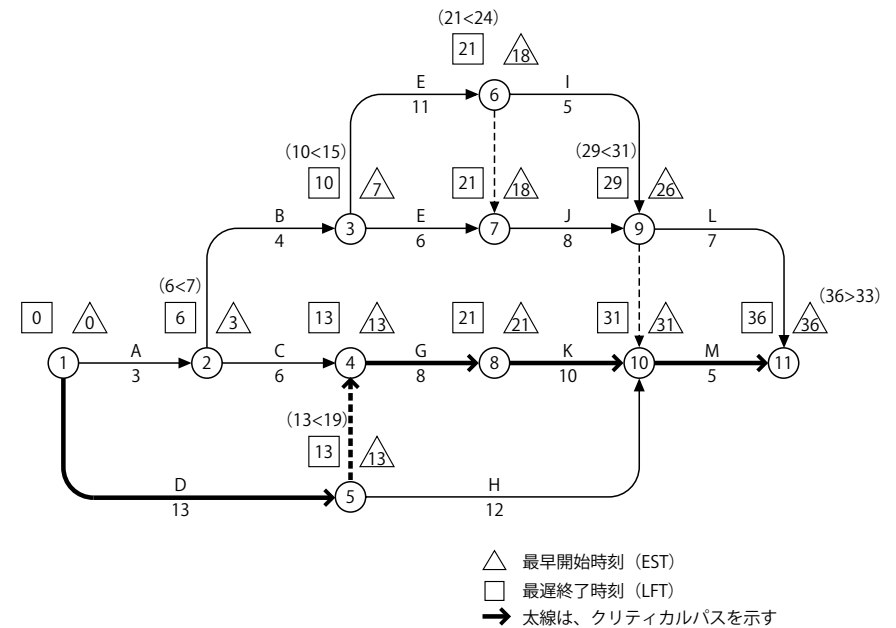 (21<24)
21 18
E I
6
11 5
(10<15) (29<31)
10 7 21 18 29 26
B E J L
3 7 9
4 6 8 7
(6<7) (36>33)
0 0 6 3 13 13 21 21 31 31 36 36
A C G K M
1 2 4 8 10 11
3 6 8 10 5
(13<19)
13 13
D H
5
13 12
最早開始時刻（EST）
最遅終了時刻（LFT）
太線は、クリティカルパスを示す